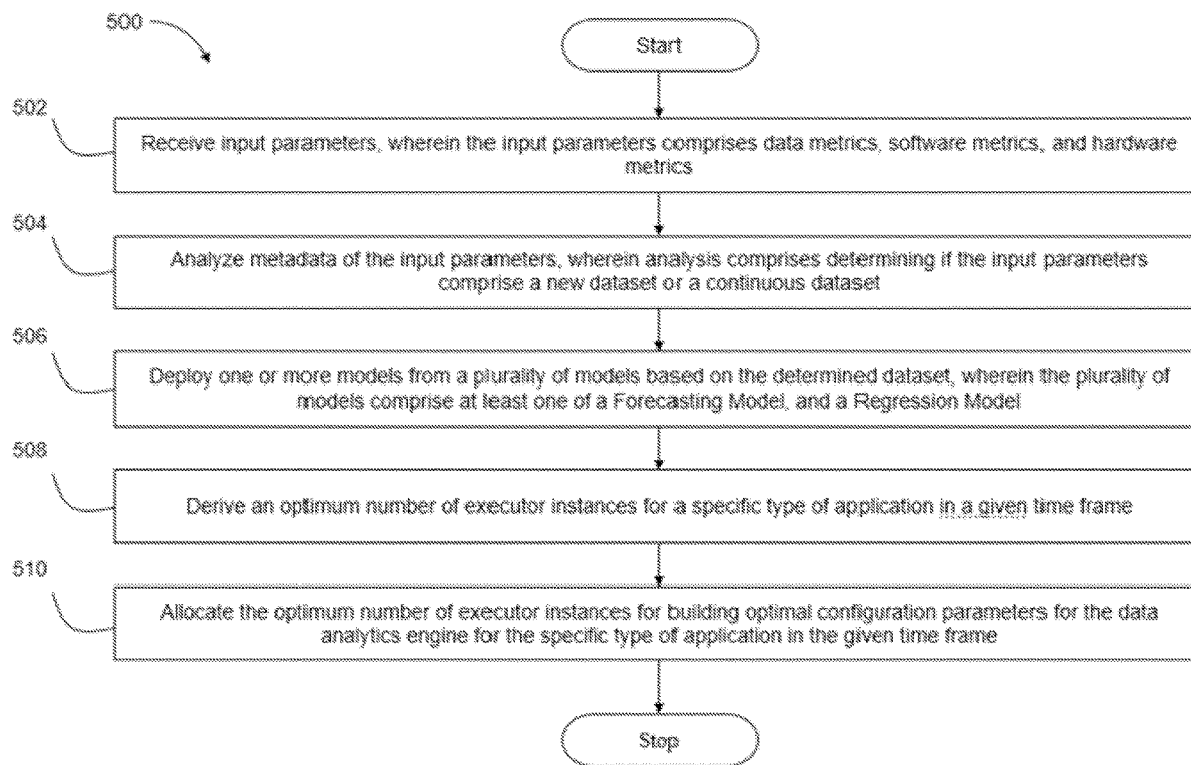 500
Start
502
Receive input parameters, wherein the input parameters comprises data metrics, software metrics, and hardware
metrics
504
Analyze metadata of the input parameters, wherein analysis comprises determining if the input parameters
comprise a new dataset or a continuous dataset
506
Deploy one or more models from a plurality of models based on the determined dataset, wherein the plurality of
models comprise at least one of a Forecasting Model, and a Regression Model
508
Derive an optimum number of executor instances for a specific type of application in a given time frame
510
Allocate the optimum number of executor instances for building optimal configuration parameters for the data
analytics engine for the specific type of application in the given time frame
Stop